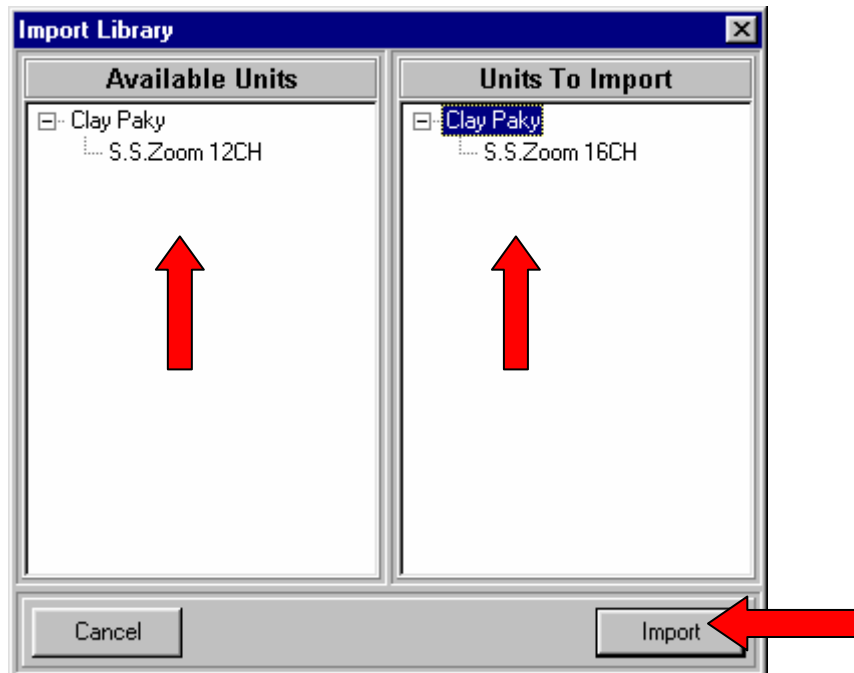 Import Library
Available Units
Units To Import
Clay Paky
S.S.Zoom 12CH
Clay Paky
S.S.Zoom 16CH
Cancel
Import